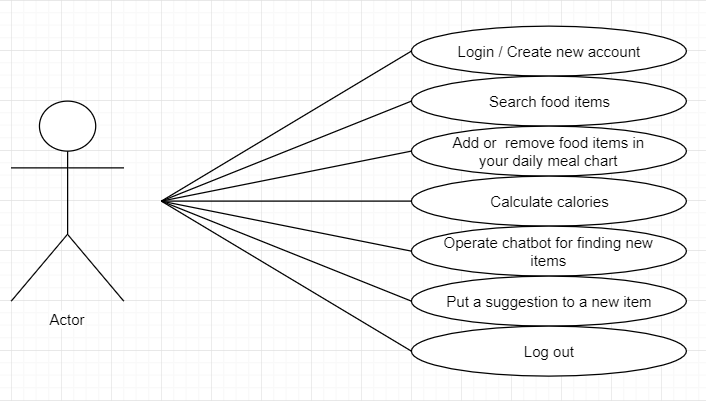 Login / Create new account
Search food items
Add or remove food items in
your daily meal chart
Calculate calories
Operate chatbot for finding new
items
Put a suggestion to a new item
Log out
Actor